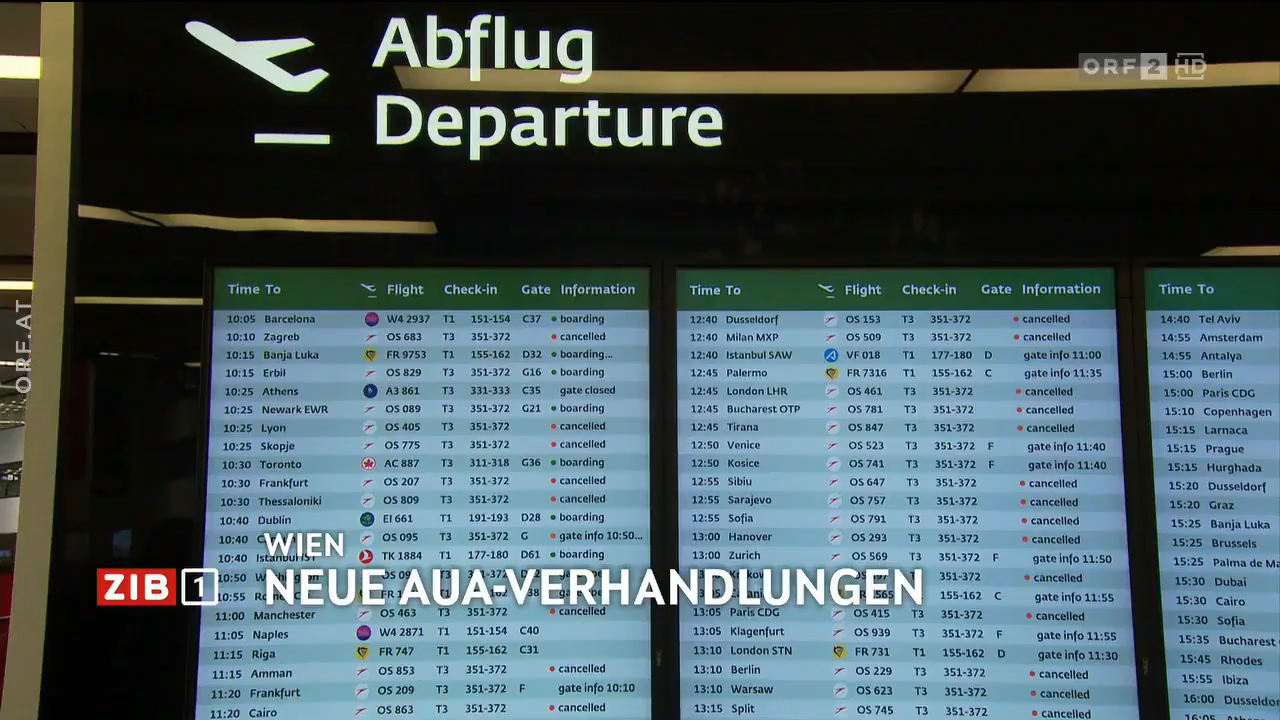 Abflug
Departure
ORF 2 HD
OREAT
Time To Flight Check-in Gate Information
10:05 Barcelona W4 2937 T1 151-154 C37 boarding
10:10 Zagreb OS 683 T3 351-372 cancelled
10:15 Banja Luka FR 9753 T1 155-162 D32 boarding...
10:15 Erbil OS 829 T3 351-372 G16 boarding
10:25 Athens A3 861 T3 331-333 C35 gate closed
10:25 Newark EWR OS 089 T3 351-372 G21 boarding
10:25 Lyon OS 405 T3 351-372 cancelled
10:25 Skopje OS 775 T3 351-372 cancelled
10:30 Toronto AC 887 T3 311-318 G36 boarding
10:30 Frankfurt OS 207 T3 351-372 cancelled
10:30 Thessaloniki OS 809 T3 351-372 cancelled
10:40 Dublin EI 661 T1 191-193 D28 boarding
10:40 OS 095 T3 351-372 G gate info 10:50...
10:40 Istanbul IST TK 1884 T1 177-180 D61 boarding
10:50
10:55
11:00 Manchester OS 463 T3 351-372 cancelled
11:05 Naples W4 2871 T1 151-154 C40
11:15 Riga FR 747 T1 155-162 C31
11:15 Amman OS 853 T3 351-372 cancelled
11:20 Frankfurt OS 209 T3 351-372 F gate info 10:10
11:20 Cairo OS 863 T3 351-372 cancelled
Time To Flight Check-in Gate Information
12:40 Dusseldorf OS 153 T3 351-372 cancelled
12:40 Milan MXP OS 509 T3 351-372 cancelled
12:40 Istanbul SAW VF 018 T1 177-180 D gate info 11:00
12:45 Palermo FR 7316 T1 155-162 C gate info 11:35
12:45 London LHR OS 461 T3 351-372 cancelled
12:45 Bucharest OTP OS 781 T3 351-372 cancelled
12:45 Tirana OS 847 T3 351-372 cancelled
12:50 Venice OS 523 T3 351-372 F gate info 11:40
12:50 Kosice OS 741 T3 351-372 F gate info 11:40
12:55 Sibiu OS 647 T3 351-372 cancelled
12:55 Sarajevo OS 757 T3 351-372 cancelled
12:55 Sofia OS 791 T3 351-372 cancelled
13:00 Hanover OS 293 T3 351-372 cancelled
13:00 Zurich OS 569 T3 351-372 F gate info 11:50
cancelled
155-162 C gate info 11:55
13:05 Paris CDG OS 415 T3 351-372 cancelled
13:05 Klagenfurt OS 939 T3 351-372 F gate info 11:55
13:10 London STN FR 731 T1 155-162 D gate info 11:30
13:10 Berlin OS 229 T3 351-372 cancelled
13:10 Warsaw OS 623 T3 351-372 cancelled
13:15 Split OS 745 T3 351-372 cancelled
Time To
14:40 Tel Aviv
14:55 Amsterdam
14:55 Antalya
15:00 Berlin
15:00 Paris CDG
15:10 Copenhagen
15:15 Larnaca
15:15 Prague
15:15 Hurghada
15:20 Dusseldorf
15:20 Graz
15:25 Banja Luka
15:25 Brussels
15:25 Palma de Ma
15:30 Dubai
15:30 Cairo
15:30 Sofia
15:35 Bucharest
15:45 Rhodes
15:55 Ibiza
16:00 Dusseldo
16:05
WIEN
ZIB 1 NEUE AUA-VERHANDLUNGEN